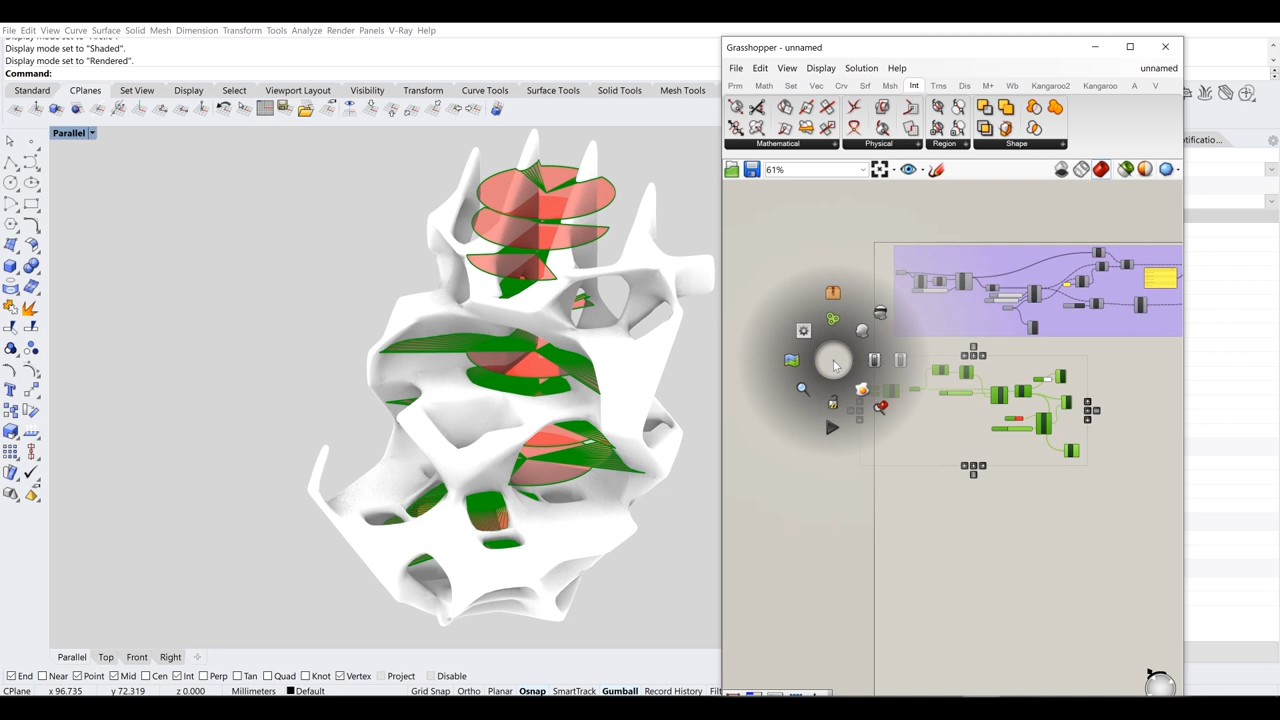 File Edit View Curve Surface Solid Mesh Dimension Transform Tools Analyze Render Panels V-Ray Help
Display mode set to "Shaded".
Display mode set to "Rendered".
Command:
Standard CPlanes Set View Display Select Viewport Layout Visibility Transform Curve Tools Surface Tools Solid Tools Mesh Tools
Parallel
Grasshopper - unnamed
File Edit View Display Solution Help unnamed
Prm Math Set Vec Crv Srf Msh Int Trns Dis M+ Wb Kangaroo2 Kangaroo A V
Mathematical Physical Region Shape
61%
otificatio...
Parallel Top Front Right
End Near Point Mid Cen Int Perp Tan Quad Knot Vertex Project Disable
CPlane x 96.735 y 72.319 z 0.000 Millimeters Default Grid Snap Ortho Planar Osnap SmartTrack Gumball Record History Filt